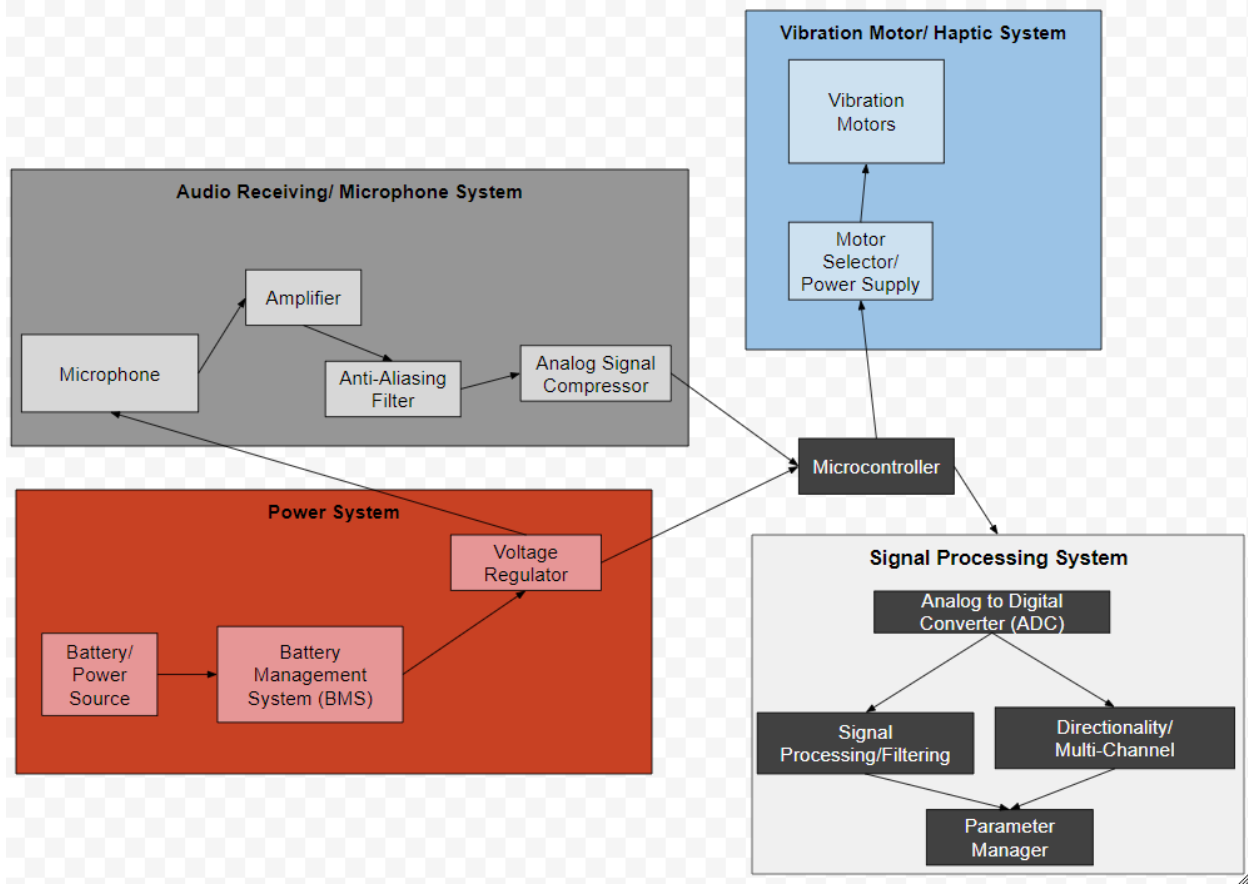 Vibration Motor/ Haptic System
Vibration
Motors
Motor
Selector/
Power Supply
Audio Receiving/ Microphone System
Amplifier
Microphone
Anti-Aliasing
Filter
Analog Signal
Compressor
Microcontroller
Power System
Voltage
Regulator
Battery/
Power
Source
Battery
Management
System (BMS)
Signal Processing System
Analog to Digital
Converter (ADC)
Signal
Processing/Filtering
Directionality/
Multi-Channel
Parameter
Manager